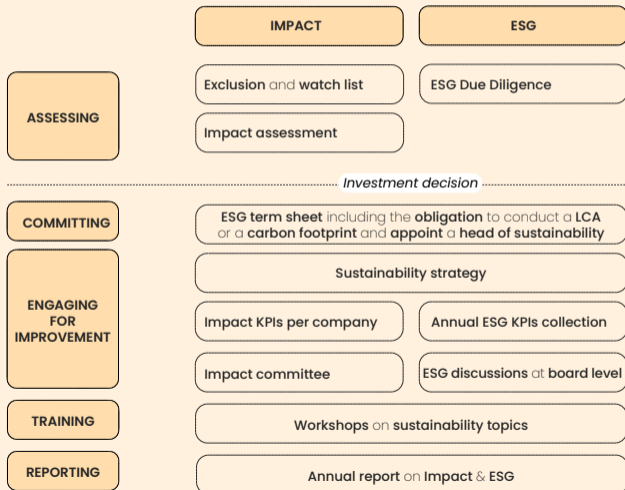 IMPACT
ESG
ASSESSING
Exclusion and watch list
ESG Due Diligence
Impact assessment
Investment decision
COMMITTING
ESG term sheet including the obligation to conduct a LCA
or a carbon footprint and appoint a head of sustainability
ENGAGING
FOR
IMPROVEMENT
Sustainability strategy
Impact KPIs per company
Annual ESG KPIs collection
Impact committee
ESG discussions at board level
TRAINING
Workshops on sustainability topics
REPORTING
Annual report on Impact & ESG